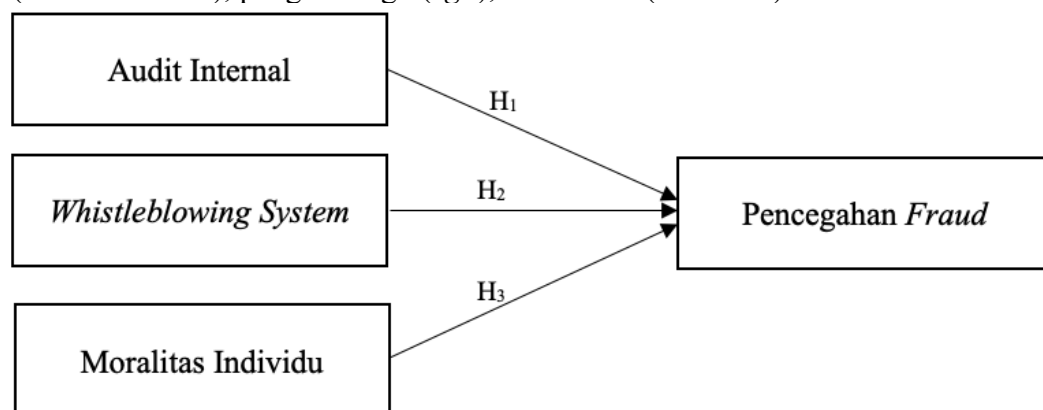 Audit Internal
H1
Whistleblowing System
H2
Pencegahan Fraud
H3
Moralitas Individu